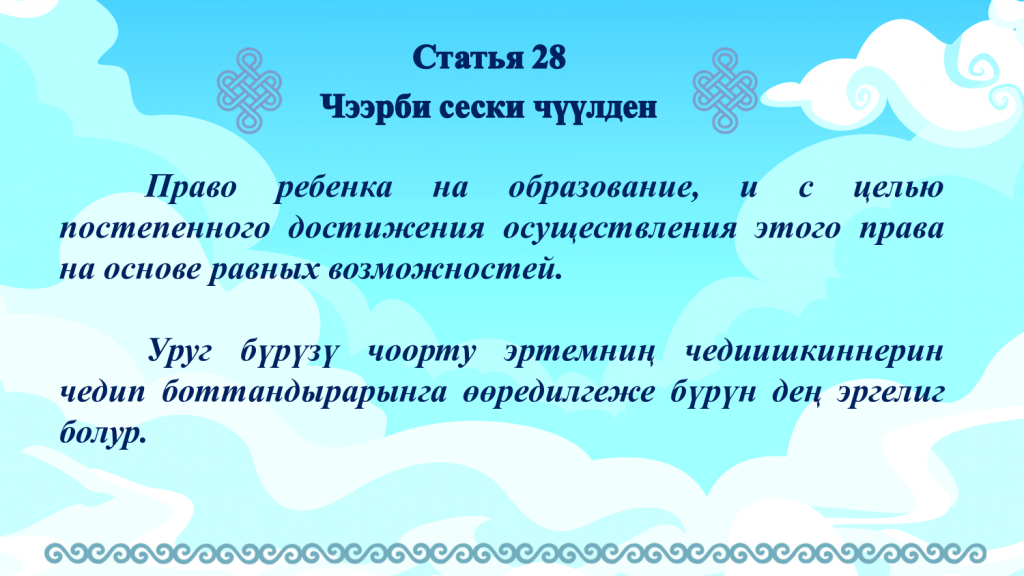 Статья 28
Чээрби сески чүүлден
Право ребенка на образование, и с целью
постепенного достижения осуществления этого права
на основе равных возможностей.
Уруг бүрүзү чоорту эртемниң чедиишкиннерин
чедип боттандырарынга өөредилгеже бүрүн дең эргелиг
болур.